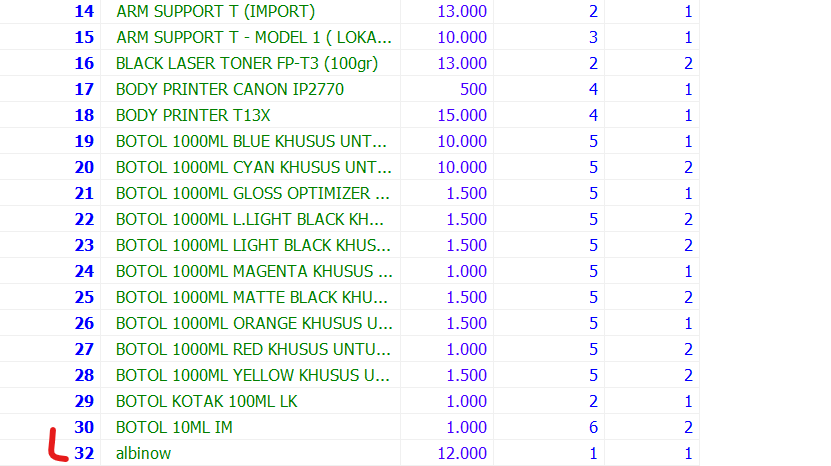 14 ARM SUPPORT T (IMPORT) 13.000 2 1
15 ARM SUPPORT T - MODEL 1 ( LOKA... 10.000 3 1
16 BLACK LASER TONER FP-T3 (100gr) 13.000 2 2
17 BODY PRINTER CANON IP2770 500 4 1
18 BODY PRINTER T13X 15.000 4 1
19 BOTOL 1000ML BLUE KHUSUS UNT... 10.000 5 1
20 BOTOL 1000ML CYAN KHUSUS UNT... 10.000 5 2
21 BOTOL 1000ML GLOSS OPTIMIZER ... 1.500 5 1
22 BOTOL 1000ML L.LIGHT BLACK KH... 1.500 5 2
23 BOTOL 1000ML LIGHT BLACK KHUS... 1.500 5 2
24 BOTOL 1000ML MAGENTA KHUSUS ... 1.000 5 1
25 BOTOL 1000ML MATTE BLACK KHU... 1.500 5 2
26 BOTOL 1000ML ORANGE KHUSUS U... 1.500 5 1
27 BOTOL 1000ML RED KHUSUS UNTU... 1.000 5 2
28 BOTOL 1000ML YELLOW KHUSUS U... 1.500 5 2
29 BOTOL KOTAK 100ML LK 1.000 2 1
30 BOTOL 10ML IM 1.000 6 2
32 albinow 12.000 1 1